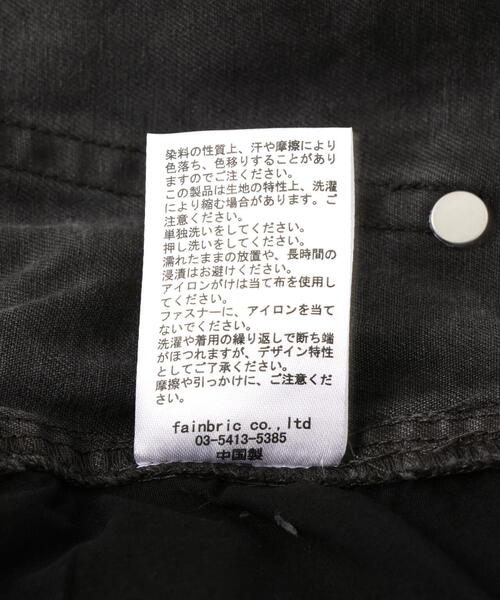 染料の性質上、汗や摩擦により
色落ち、色移りすることがあり
ますのでご注意ください。
この製品は生地の特性上、洗濯
により縮む場合があります。ご
注意ください。
単独洗いをしてください。
押し洗いをしてください。
濡れたままの放置や、長時間の
浸漬はお避けください。
アイロンがけは当て布を使用し
てください。
ファスナーに、アイロンを当て
ないでください。
洗濯や着用の繰り返しで断ち端
がほつれますが、デザイン特性
としてご了承ください。
摩擦や引っかけに、ご注意くだ
さい。
fainbric co.,ltd
03-5413-5385
中国製